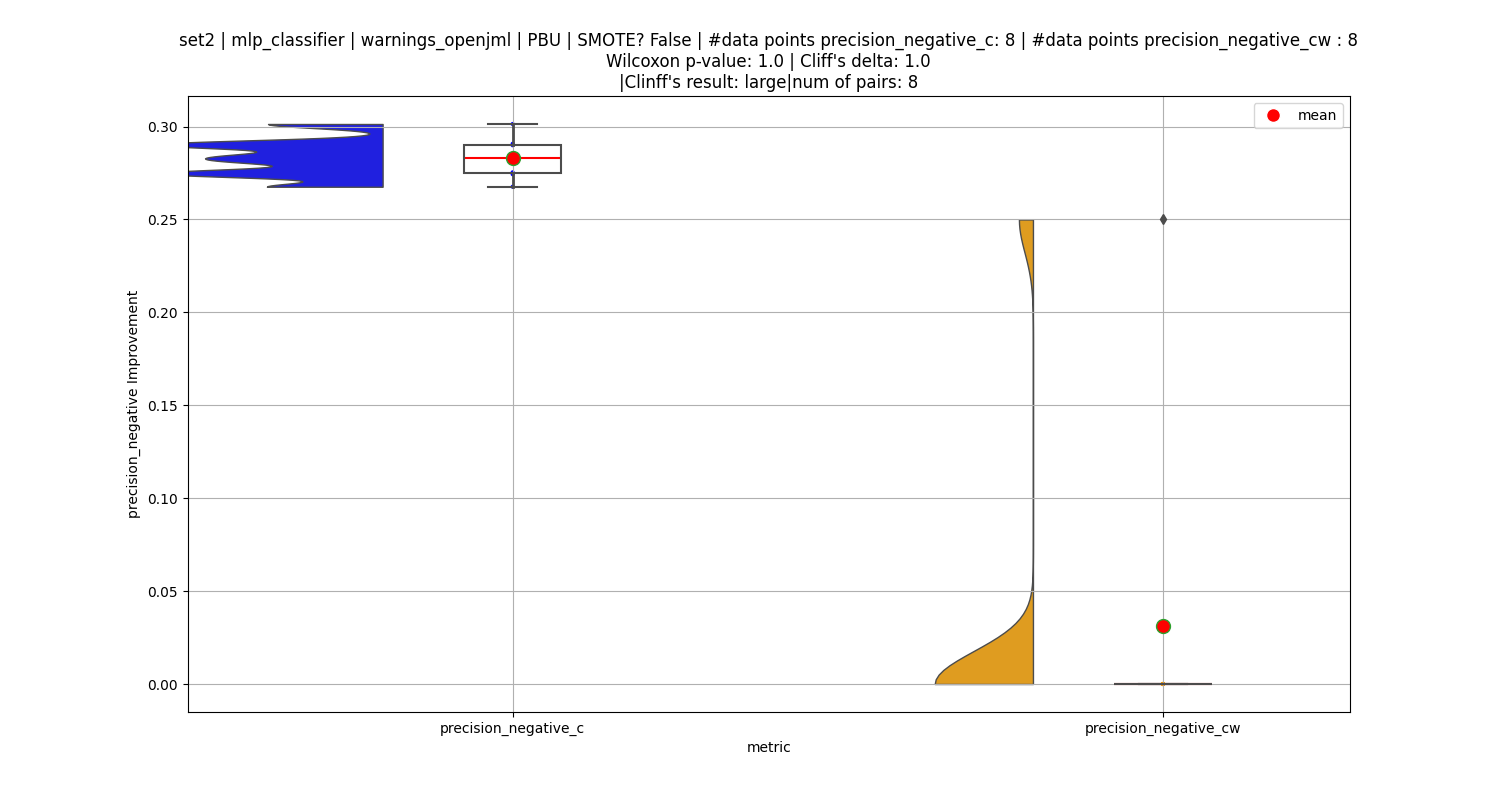 set2 | mlp_classifier | warnings_openjml | PBU | SMOTE? False | #data points precision_negative_c: 8 | #data points precision_negative_cw : 8
Wilcoxon p-value: 1.0 | Cliff's delta: 1.0
|Clinff's result: large|num of pairs: 8
mean
0.30
0.25
0.20
0.15
0.10
0.05
0.00
precision_negative Improvement
precision_negative_c
precision_negative_cw
metric